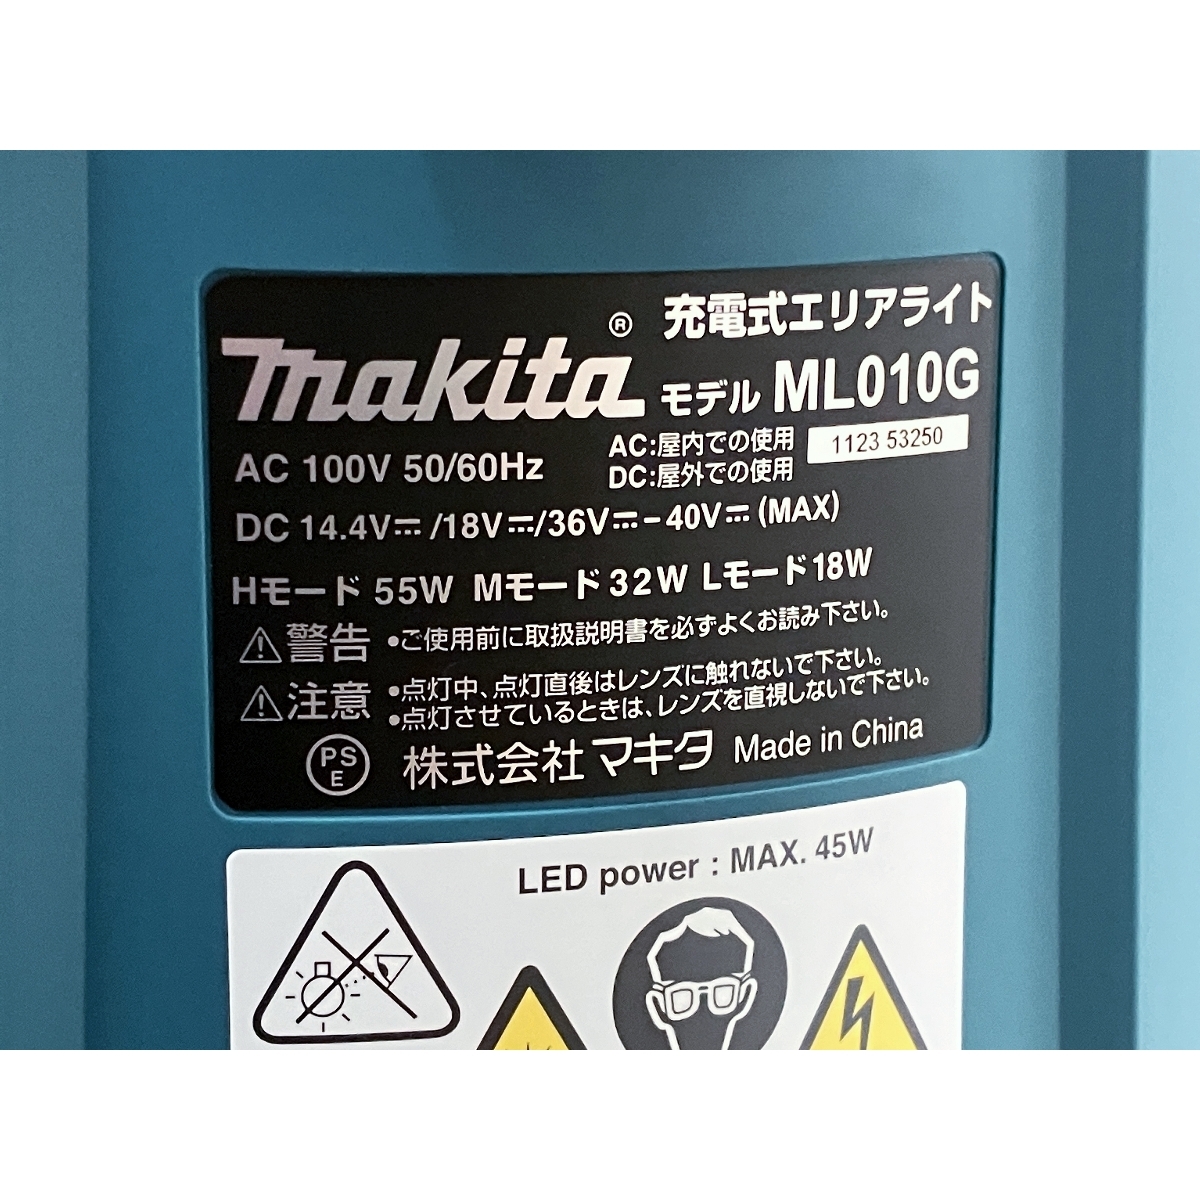 makita® 充電式エリアライト
モデル ML010G
AC 100V 50/60Hz
AC:屋内での使用
DC:屋外での使用
1123 53250
DC 14.4V⎓/18V⎓/36V⎓-40V⎓(MAX)
Hモード 55W Mモード 32W Lモード18W
⚠警告 •ご使用前に取扱説明書を必ずよくお読み下さい。
⚠注意 •点灯中、点灯直後はレンズに触れないで下さい。
•点灯させているときは、レンズを直視しないで下さい。
PS
E
株式会社マキタ Made in China
LED power : MAX. 45W